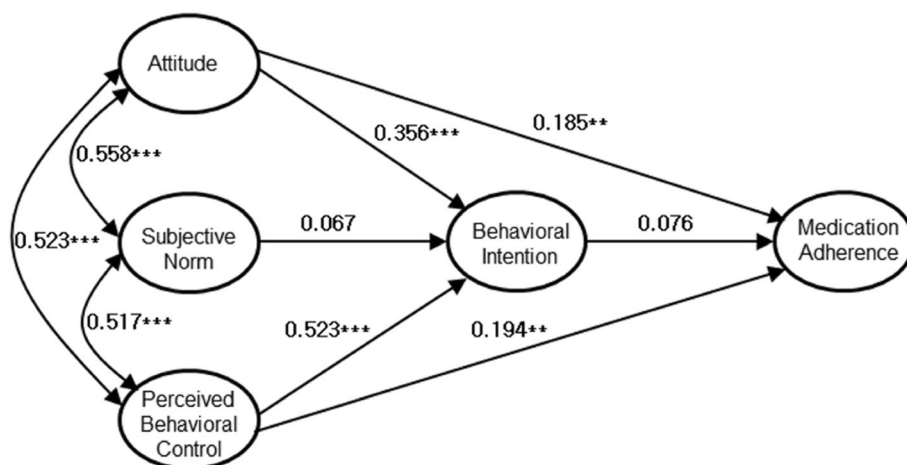 Attitude
0.185**
0.356***
0.558***
Subjective
Norm
0.067
Behavioral
Intention
0.076
Medication
Adherence
0.523***
0.517***
0.523***
0.194**
Perceived
Behavioral
Control